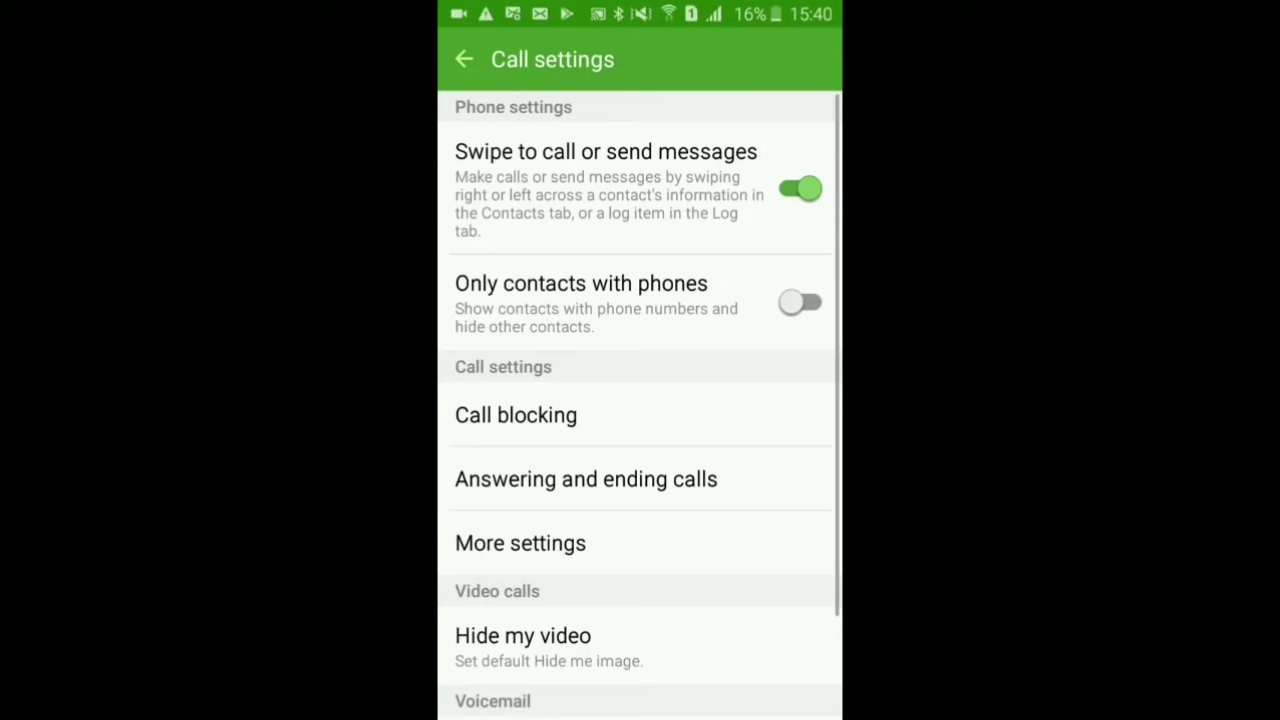 16% 15:40
Call settings
Phone settings
Swipe to call or send messages
Make calls or send messages by swiping
right or left across a contact's information in
the Contacts tab, or a log item in the Log
tab.
Only contacts with phones
Show contacts with phone numbers and
hide other contacts.
Call settings
Call blocking
Answering and ending calls
More settings
Video calls
Hide my video
Set default Hide me image.
Voicemail